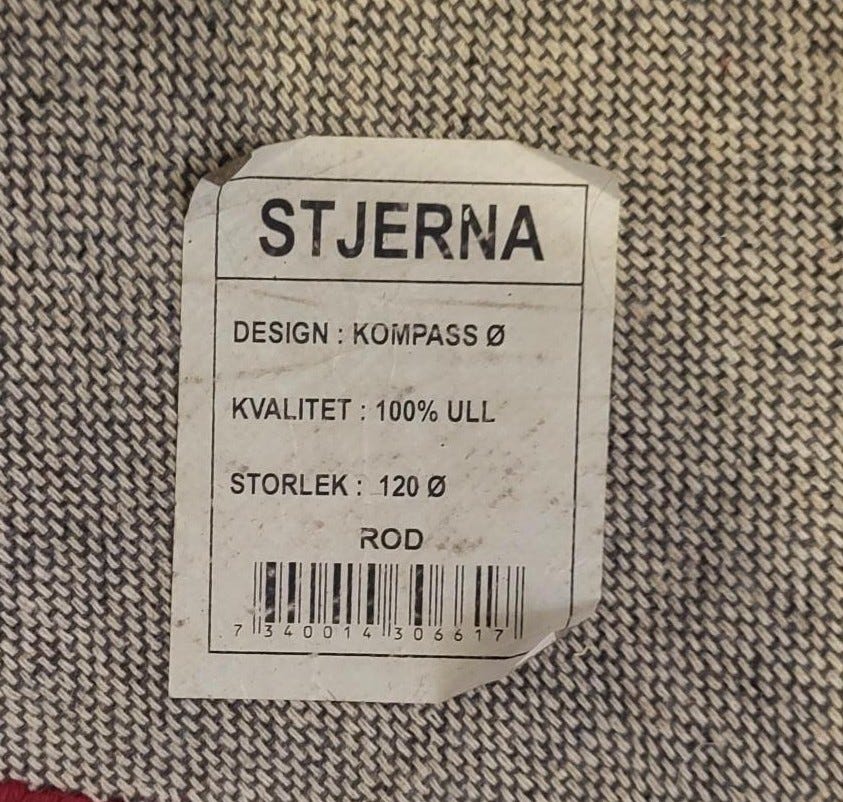 STJERNA
DESIGN : KOMPASS Ø
KVALITET : 100% ULL
STORLEK : 120 Ø
ROD
7 340014 306617